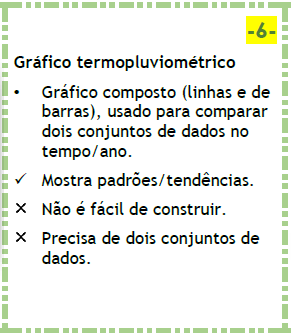 -6-
Gráfico termopluviométrico
• Gráfico composto (linhas e de
barras), usado para comparar
dois conjuntos de dados no
tempo/ano.
✓ Mostra padrões/tendências.
✕ Não é fácil de construir.
✕ Precisa de dois conjuntos de
dados.